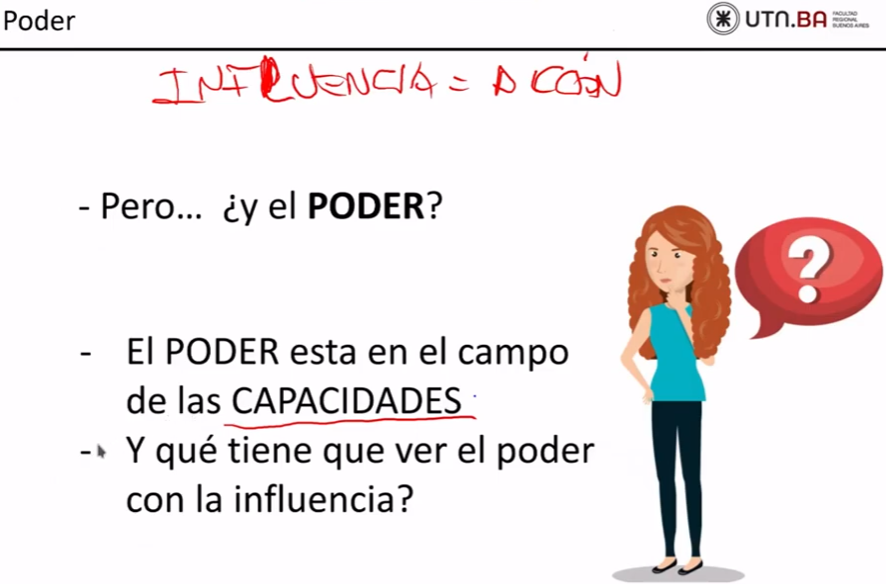 Poder
UTN.BA FACULTAD REGIONAL BUENOS AIRES
INFLUENCIA = ACCIÓN
- Pero... ¿y el PODER?
?
- El PODER esta en el campo
de las CAPACIDADES
- Y qué tiene que ver el poder
con la influencia?